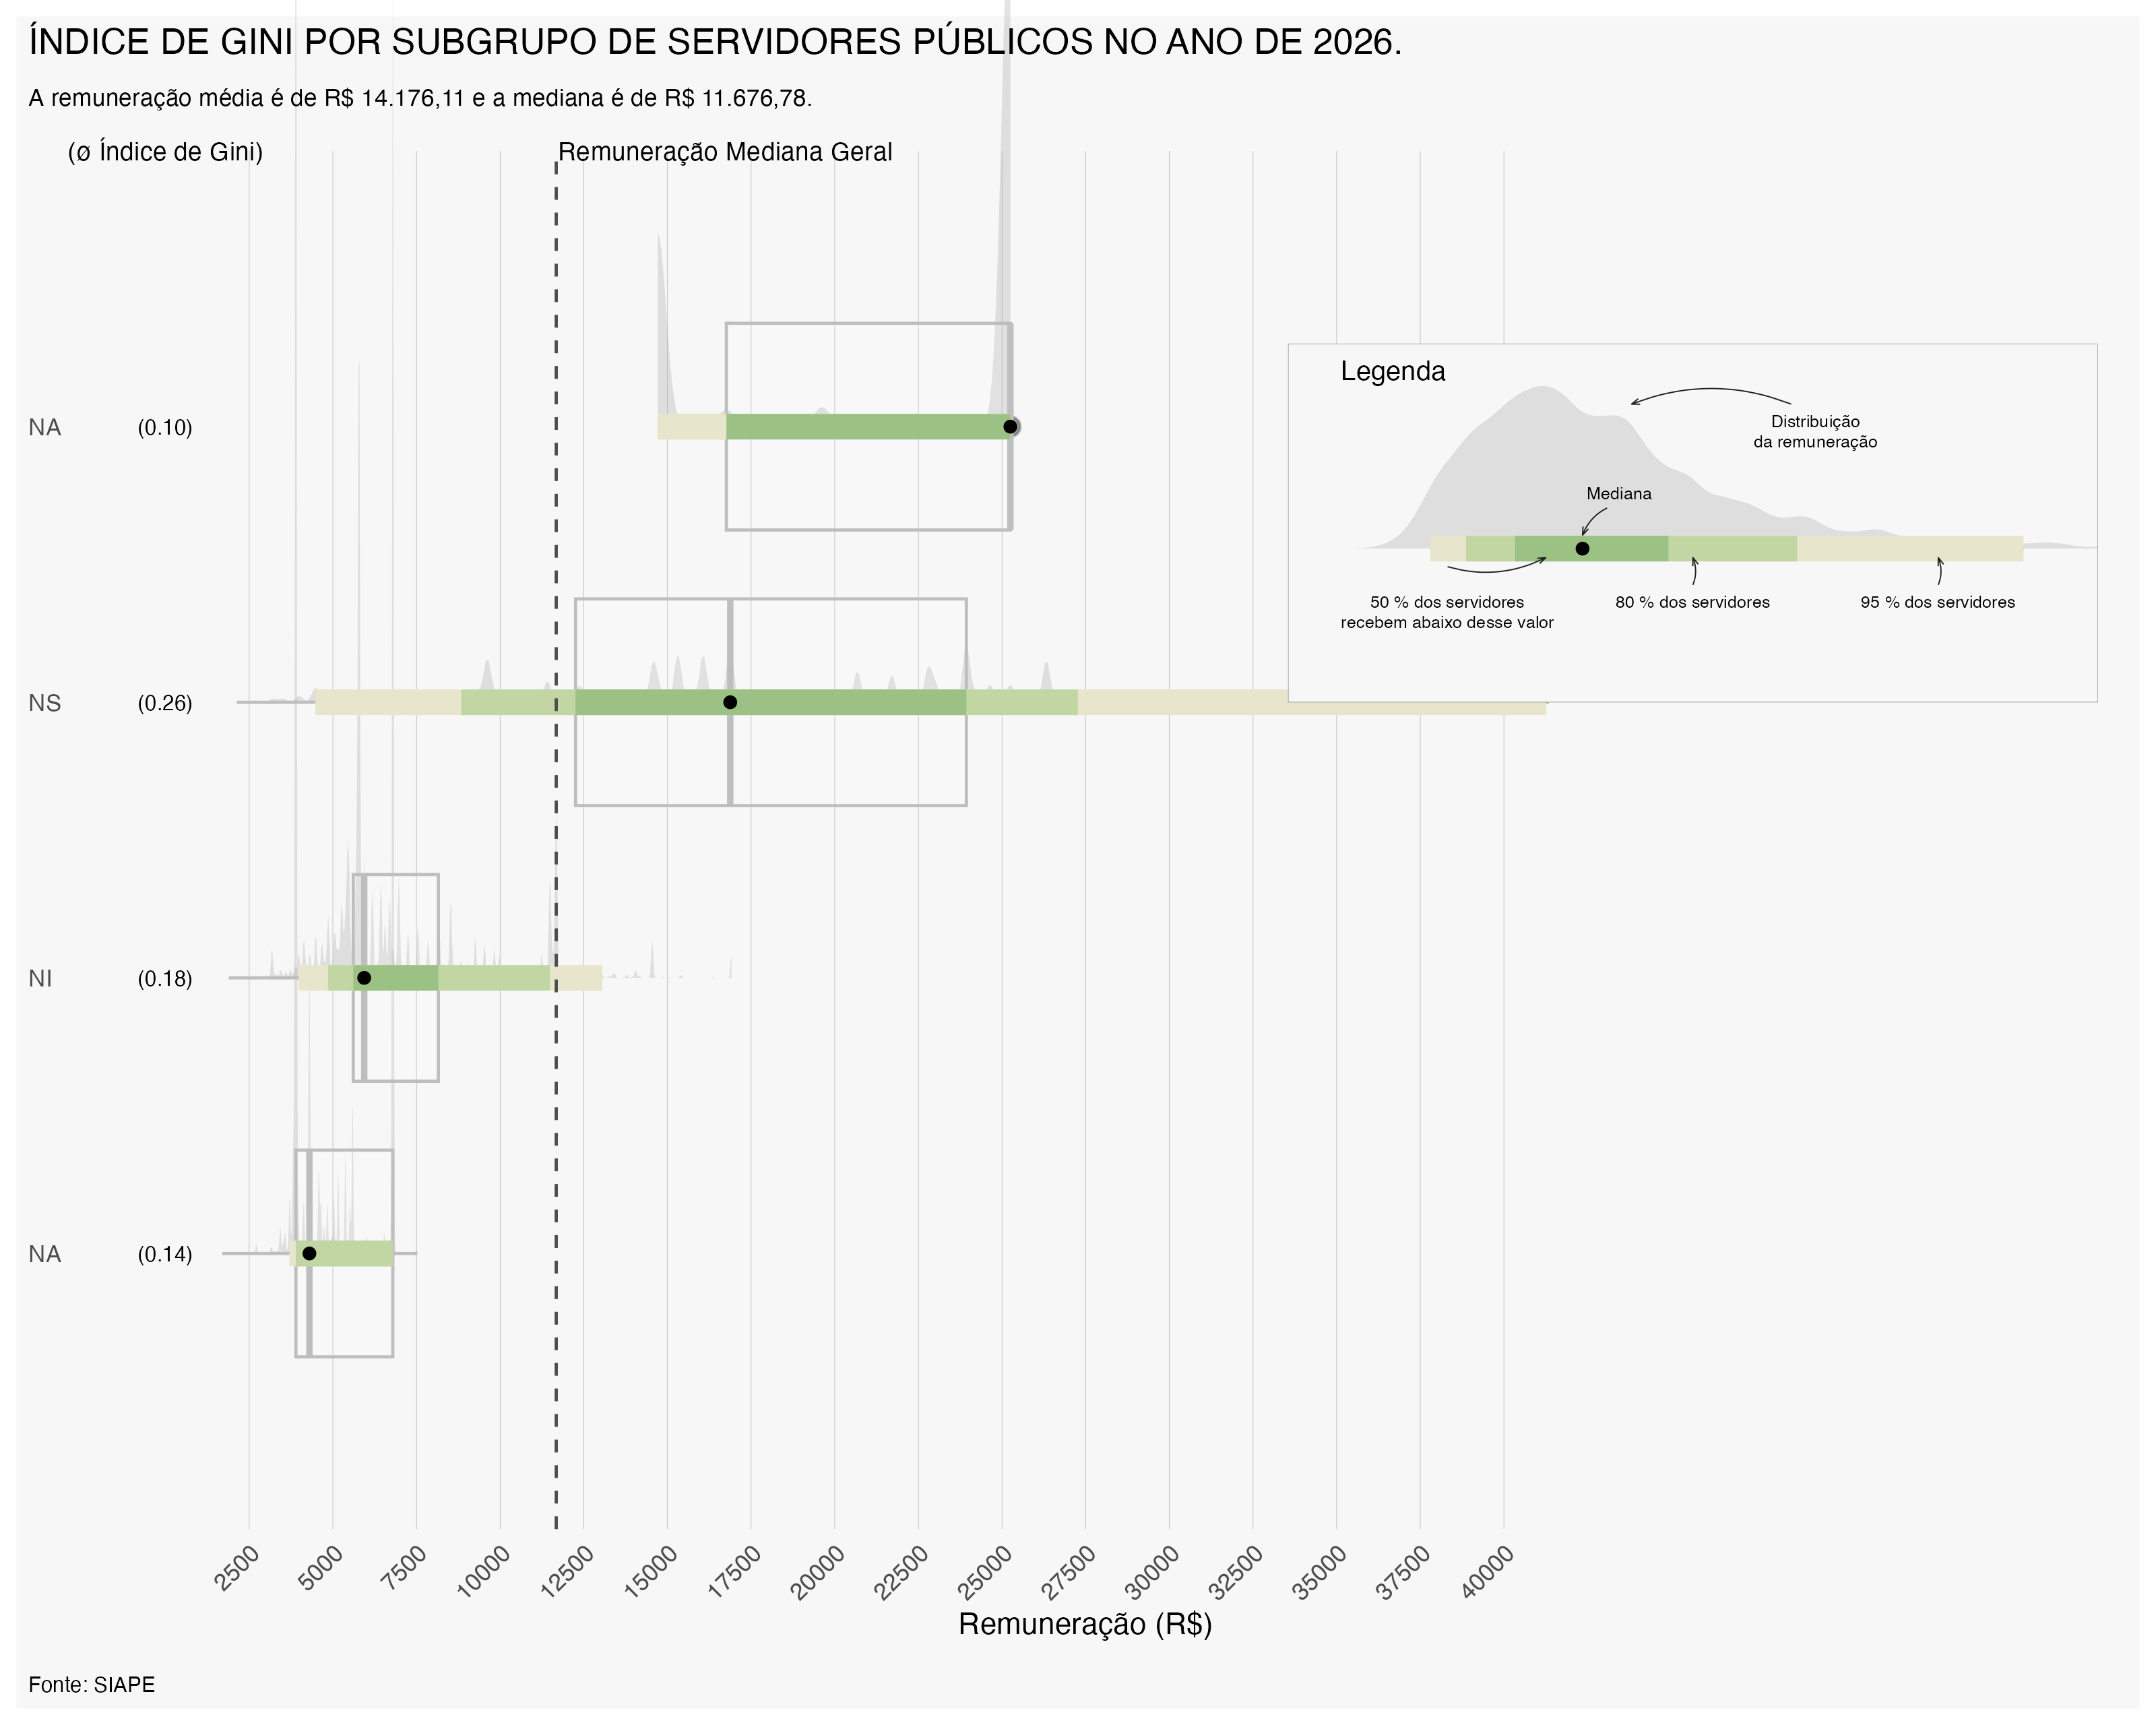 ÍNDICE DE GINI POR SUBGRUPO DE SERVIDORES PÚBLICOS NO ANO DE 2026.
A remuneração média é de R$ 14.176,11 e a mediana é de R$ 11.676,78.
(ø Índice de Gini)
Remuneração Mediana Geral
Legenda
Distribuição
da remuneração
Mediana
50 % dos servidores
recebem abaixo desse valor
80 % dos servidores
95 % dos servidores
NA (0.10)
NS (0.26)
NI (0.18)
NA (0.14)
2500 5000 7500 10000 12500 15000 17500 20000 22500 25000 27500 30000 32500 35000 37500 40000
Remuneração (R$)
Fonte: SIAPE